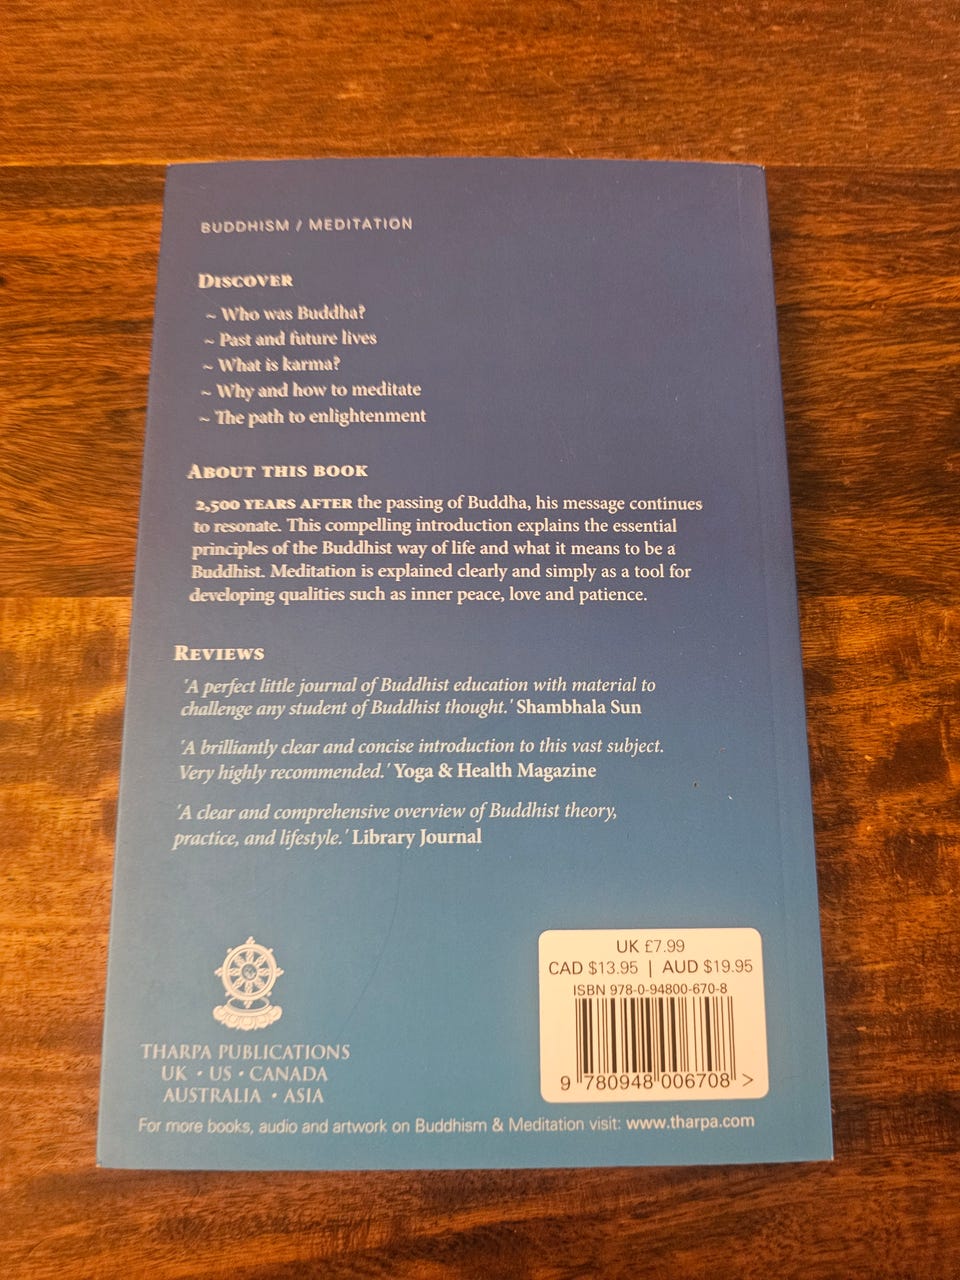 BUDDHISM / MEDITATION
DISCOVER
~ Who was Buddha?
~ Past and future lives
~ What is karma?
~ Why and how to meditate
~ The path to enlightenment
ABOUT THIS BOOK
2,500 YEARS AFTER the passing of Buddha, his message continues
to resonate. This compelling introduction explains the essential
principles of the Buddhist way of life and what it means to be a
Buddhist. Meditation is explained clearly and simply as a tool for
developing qualities such as inner peace, love and patience.
REVIEWS
'A perfect little journal of Buddhist education with material to
challenge any student of Buddhist thought.' Shambhala Sun
'A brilliantly clear and concise introduction to this vast subject.
Very highly recommended.' Yoga & Health Magazine
'A clear and comprehensive overview of Buddhist theory,
practice, and lifestyle.' Library Journal
THARPA PUBLICATIONS
UK • US • CANADA
AUSTRALIA • ASIA
UK £7.99
CAD $13.95 | AUD $19.95
ISBN 978-0-94800-670-8
9 780948 006708 >
For more books, audio and artwork on Buddhism & Meditation visit: www.tharpa.com